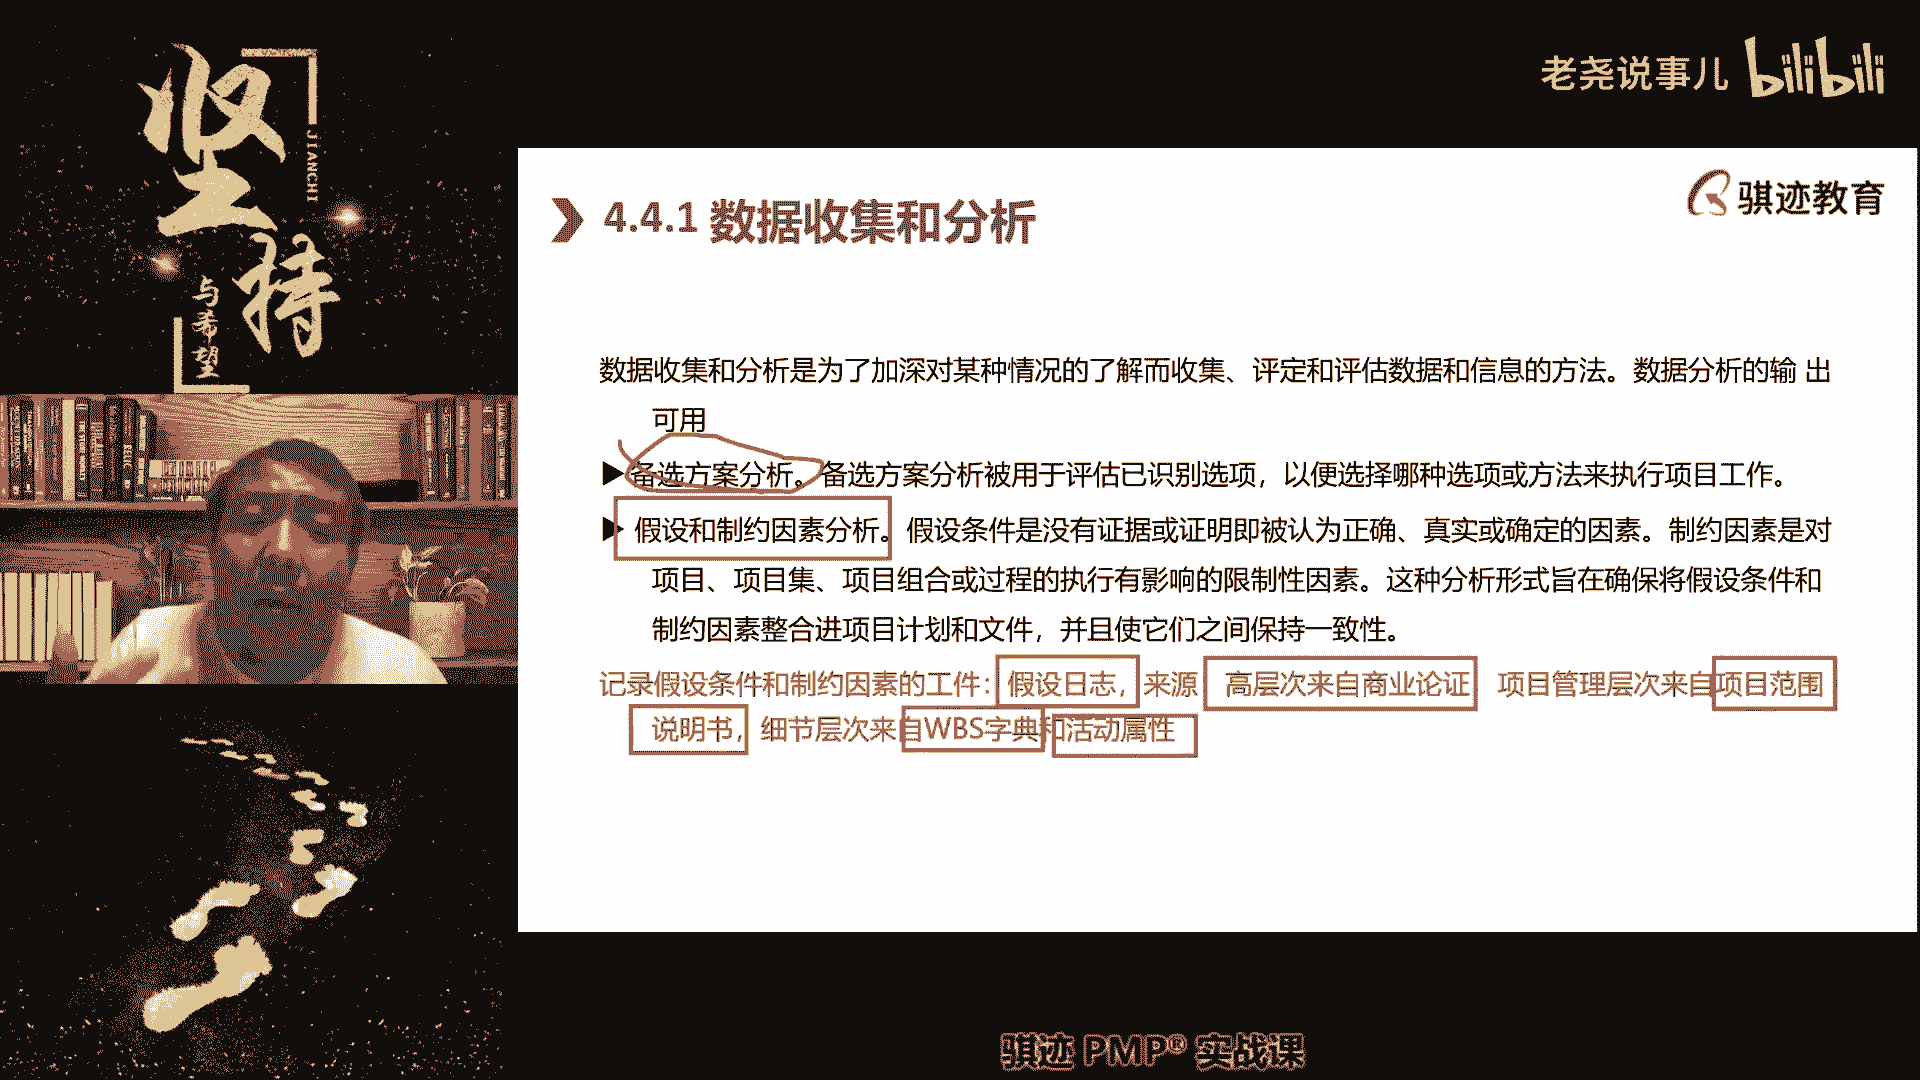 坚持
JIANCHI
与希望
老尧说事儿 bilibili
骐迹教育
4.4.1 数据收集和分析
数据收集和分析是为了加深对某种情况的了解而收集、评定和评估数据和信息的方法。数据分析的输 出
可用
备选方案分析。备选方案分析被用于评估已识别选项，以便选择哪种选项或方法来执行项目工作。
假设和制约因素分析。假设条件是没有证据或证明即被认为正确、真实或确定的因素。制约因素是对
项目、项目集、项目组合或过程的执行有影响的限制性因素。这种分析形式旨在确保将假设条件和
制约因素整合进项目计划和文件，并且使它们之间保持一致性。
记录假设条件和制约因素的工件：假设日志，来源 高层次来自商业论证 项目管理层次来自项目范围
说明书，细节层次来自WBS字典和活动属性
骐迹 PMP® 实战课